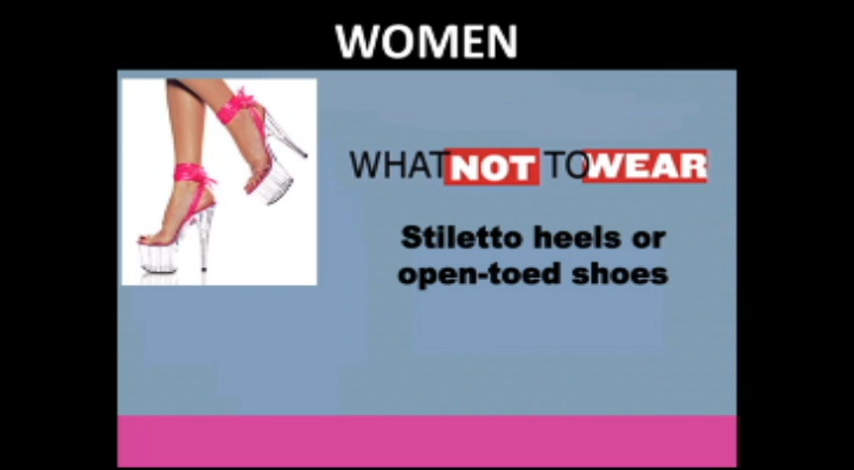 WOMEN
WHAT NOT TO WEAR
Stiletto heels or
open-toed shoes